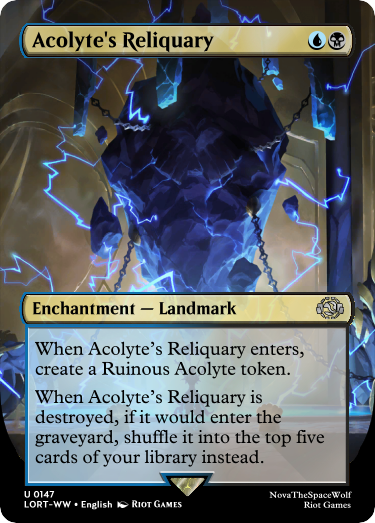 Acolyte's Reliquary
Enchantment — Landmark
When Acolyte's Reliquary enters,
create a Ruinous Acolyte token.
When Acolyte's Reliquary is
destroyed, if it would enter the
graveyard, shuffle it into the top five
cards of your library instead.
U 0147
LORT-WW • English Riot Games
NovaTheSpaceWolf
Riot Games